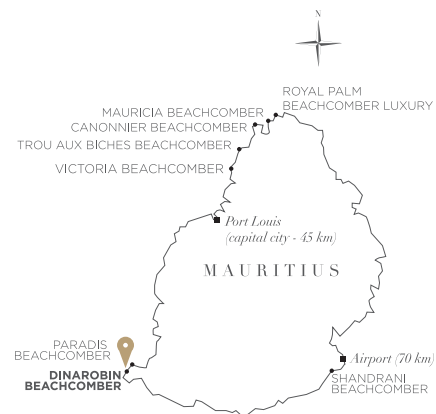 N
ROYAL PALM
BEACHCOMBER LUXURY
MAURICIA BEACHCOMBER
CANONNIER BEACHCOMBER
TROU AUX BICHES BEACHCOMBER
VICTORIA BEACHCOMBER
Port Louis
(capital city - 45 km)
MAURITIUS
PARADIS
BEACHCOMBER
DINAROBIN
BEACHCOMBER
Airport (70 km)
SHANDRANI
BEACHCOMBER